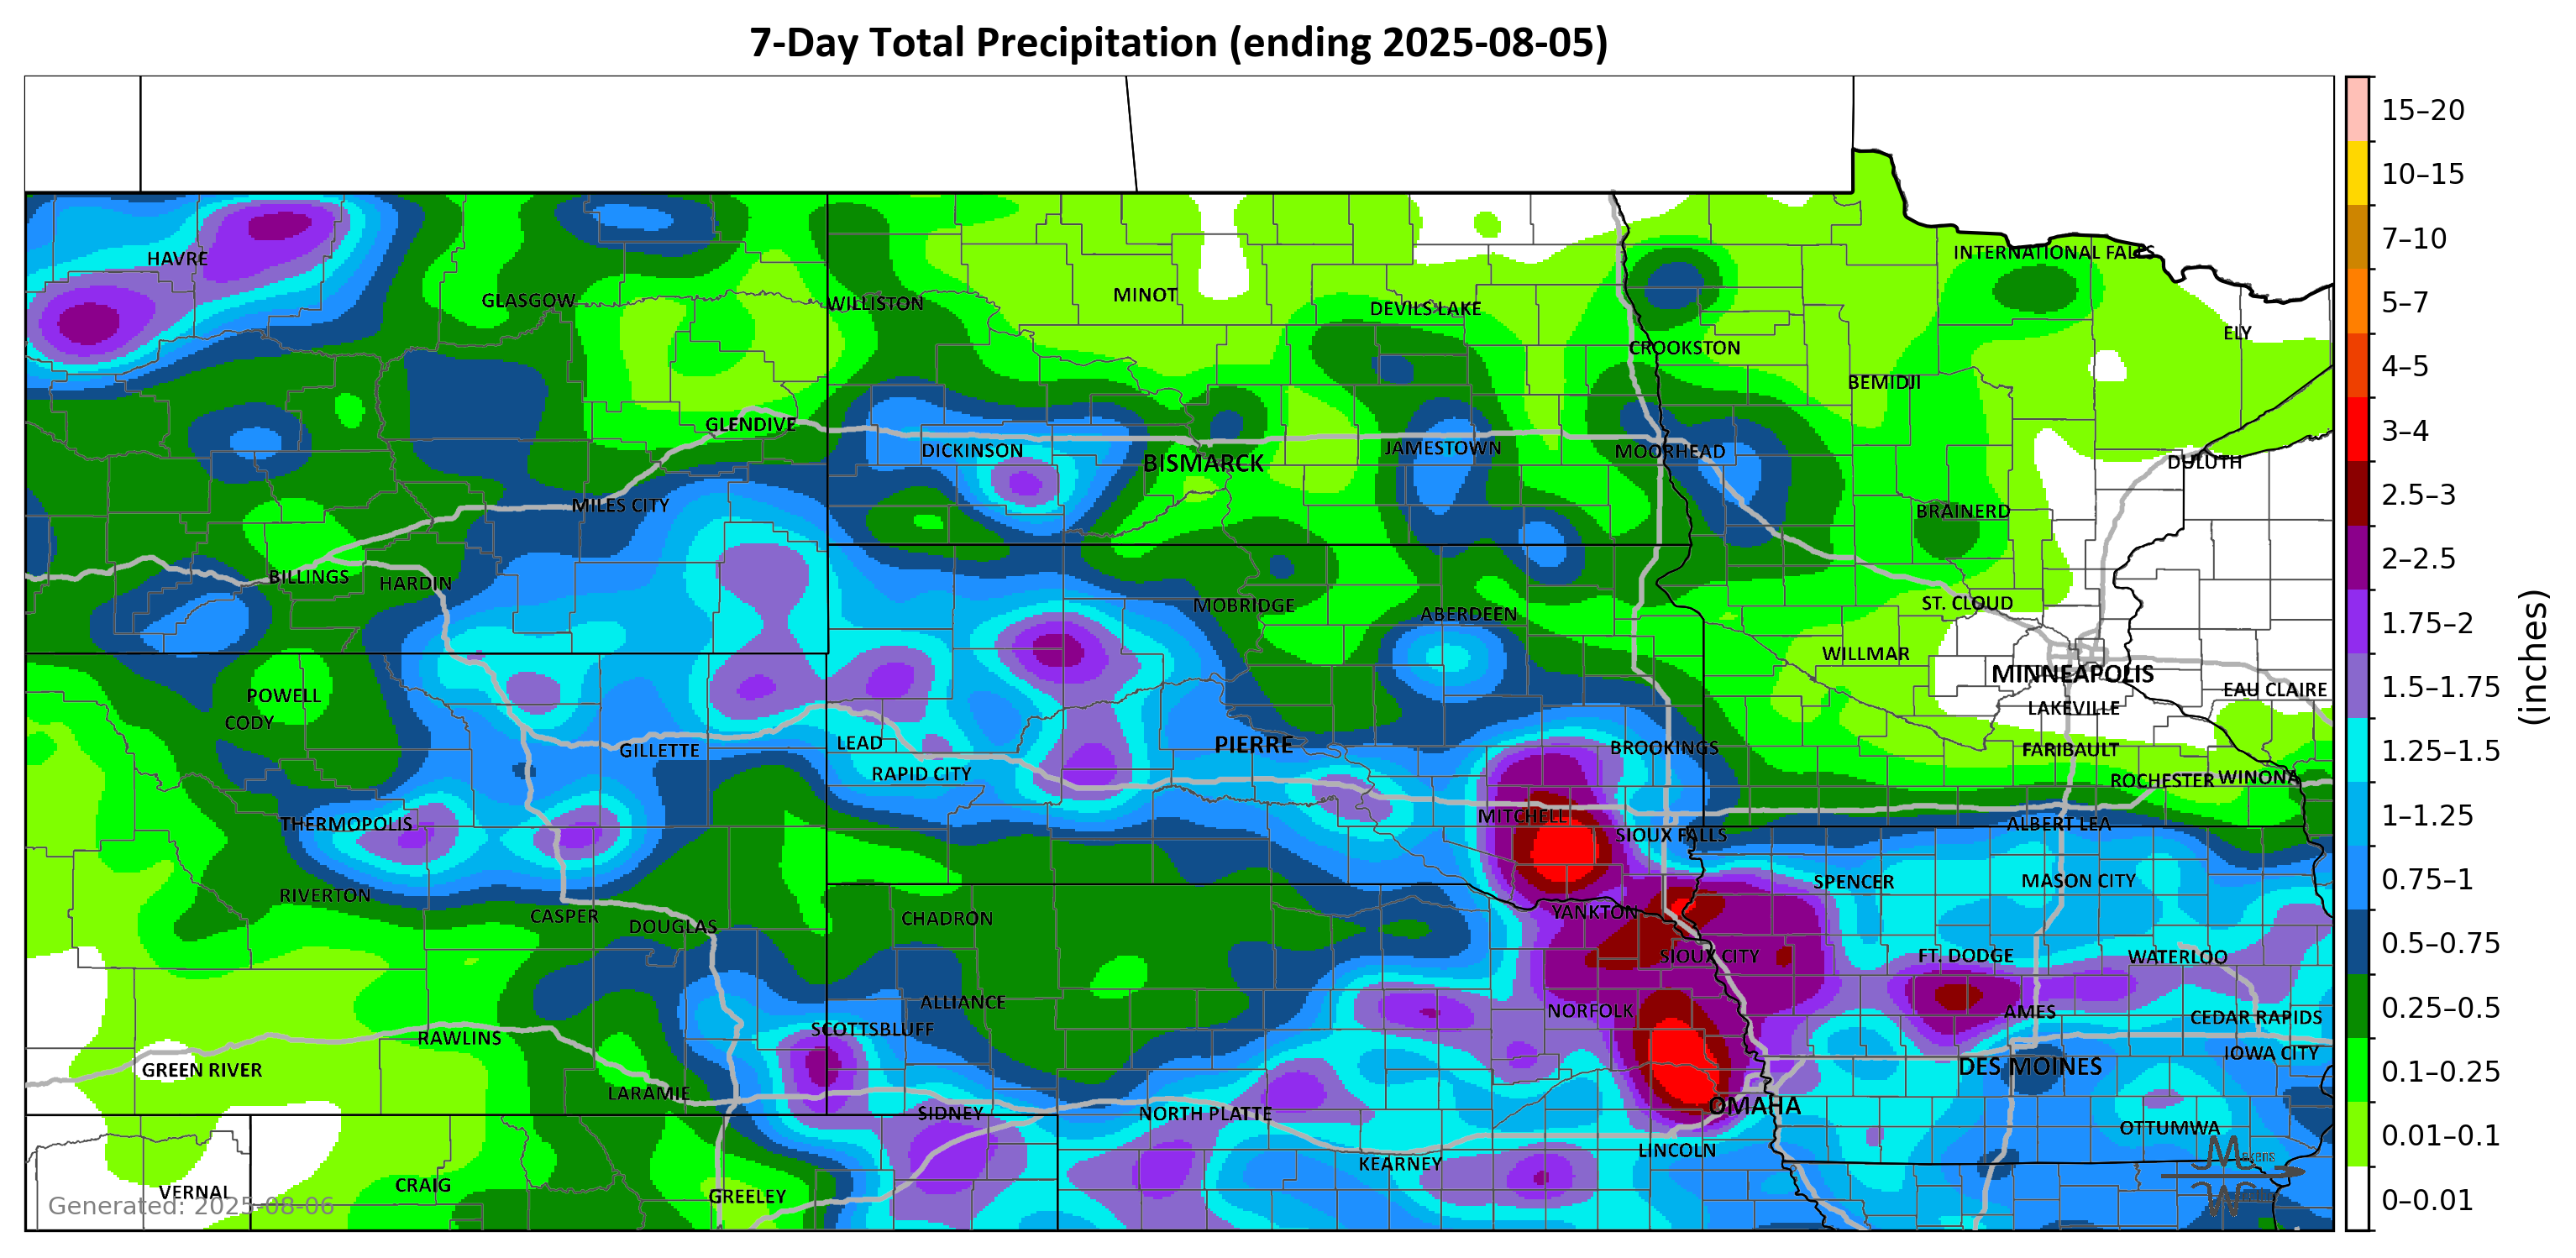 7-Day Total Precipitation (ending 2025-08-05)
INTERNATIONAL FALLS
HAVRE
GLASGOW
WILLISTON
MINOT
DEVILS LAKE
ELY
CROOKSTON
BEMIDJI
GLENDIVE
DICKINSON
BISMARCK
JAMESTOWN
MOORHEAD
DULUTH
MILES CITY
BRAINERD
BILLINGS
HARDIN
MOBRIDGE
ABERDEEN
ST. CLOUD
WILLMAR
MINNEAPOLIS
POWELL
EAU CLAIRE
CODY
LAKEVILLE
GILLETTE
LEAD
PIERRE
BROOKINGS
FARIBAULT
RAPID CITY
ROCHESTER
WINONA
THERMOPOLIS
MITCHELL
SIOUX FALLS
ALBERT LEA
RIVERTON
SPENCER
MASON CITY
CASPER
DOUGLAS
CHADRON
YANKTON
SIOUX CITY
FT. DODGE
WATERLOO
ALLIANCE
NORFOLK
AMES
CEDAR RAPIDS
SCOTTSBLUFF
RAWLINS
IOWA CITY
GREEN RIVER
DES MOINES
LARAMIE
SIDNEY
NORTH PLATTE
OMAHA
OTTUMWA
KEARNEY
LINCOLN
VERNAL
CRAIG
GREELEY
Generated: 2025-08-06
15–20
10–15
7–10
5–7
4–5
3–4
2.5–3
2–2.5
1.75–2
1.5–1.75
1.25–1.5
1–1.25
0.75–1
0.5–0.75
0.25–0.5
0.1–0.25
0.01–0.1
0–0.01
(inches)